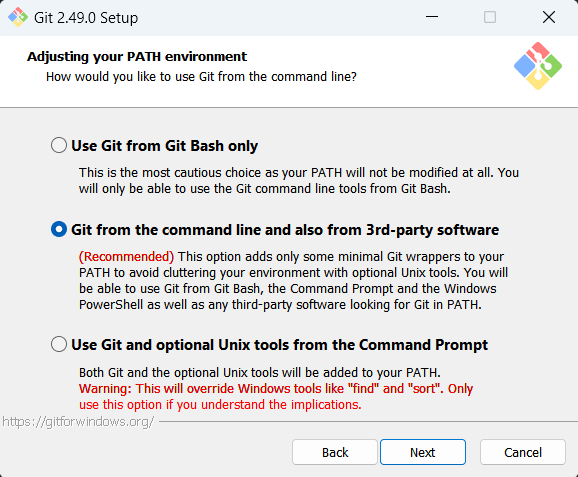 Git 2.49.0 Setup
Adjusting your PATH environment
How would you like to use Git from the command line?
Use Git from Git Bash only
This is the most cautious choice as your PATH will not be modified at all. You
will only be able to use the Git command line tools from Git Bash.
Git from the command line and also from 3rd-party software
(Recommended) This option adds only some minimal Git wrappers to your
PATH to avoid cluttering your environment with optional Unix tools. You will
be able to use Git from Git Bash, the Command Prompt and the Windows
PowerShell as well as any third-party software looking for Git in PATH.
Use Git and optional Unix tools from the Command Prompt
Both Git and the optional Unix tools will be added to your PATH.
Warning: This will override Windows tools like "find" and "sort". Only
use this option if you understand the implications.
https://gitforwindows.org/
Back Next Cancel